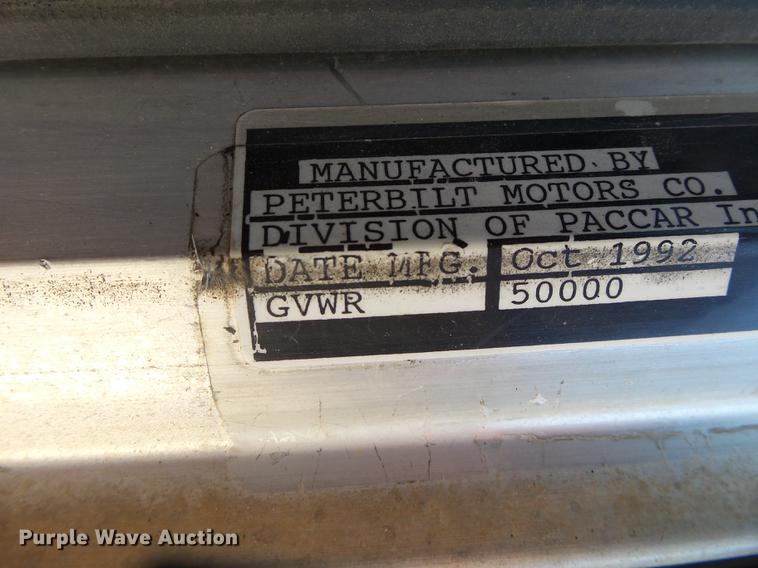 MANUFACTURED BY
PETERBILT MOTORS CO.
DIVISION OF PACCAR In
DATE MFG. Oct 1992
GVWR 50000
Purple Wave Auction